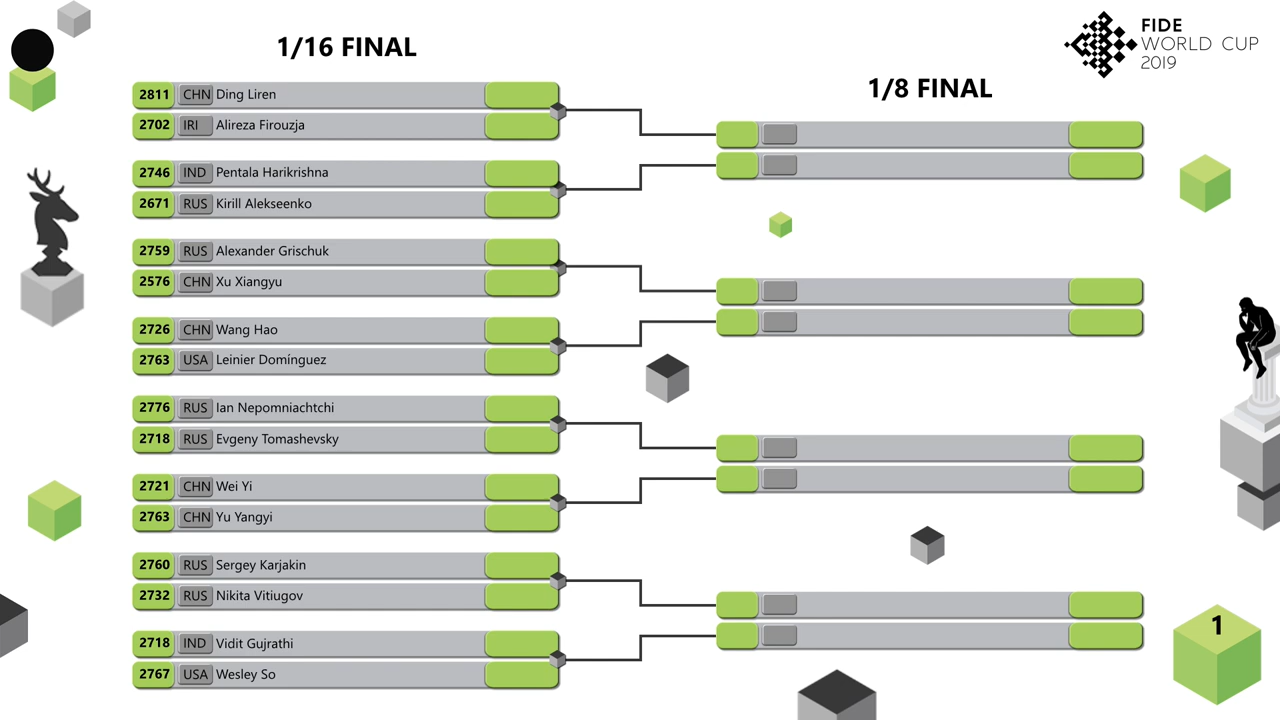 1/16 FINAL
FIDE
WORLD CUP
2019
1/8 FINAL
2811 CHN Ding Liren
2702 IRI Alireza Firouzja
2746 IND Pentala Harikrishna
2671 RUS Kirill Alekseenko
2759 RUS Alexander Grischuk
2576 CHN Xu Xiangyu
2726 CHN Wang Hao
2763 USA Leinier Domínguez
2776 RUS Ian Nepomniachtchi
2718 RUS Evgeny Tomashevsky
2721 CHN Wei Yi
2763 CHN Yu Yangyi
2760 RUS Sergey Karjakin
2732 RUS Nikita Vitiugov
2718 IND Vidit Gujrathi
2767 USA Wesley So
1